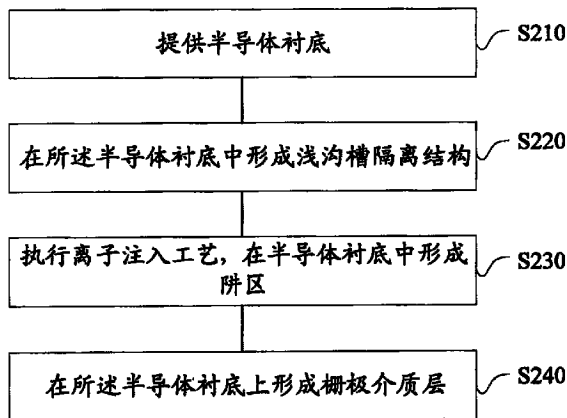 提供半导体衬底
S210
在所述半导体衬底中形成浅沟槽隔离结构
S220
执行离子注入工艺，在半导体衬底中形成
阱区
S230
在所述半导体衬底上形成栅极介质层
S240